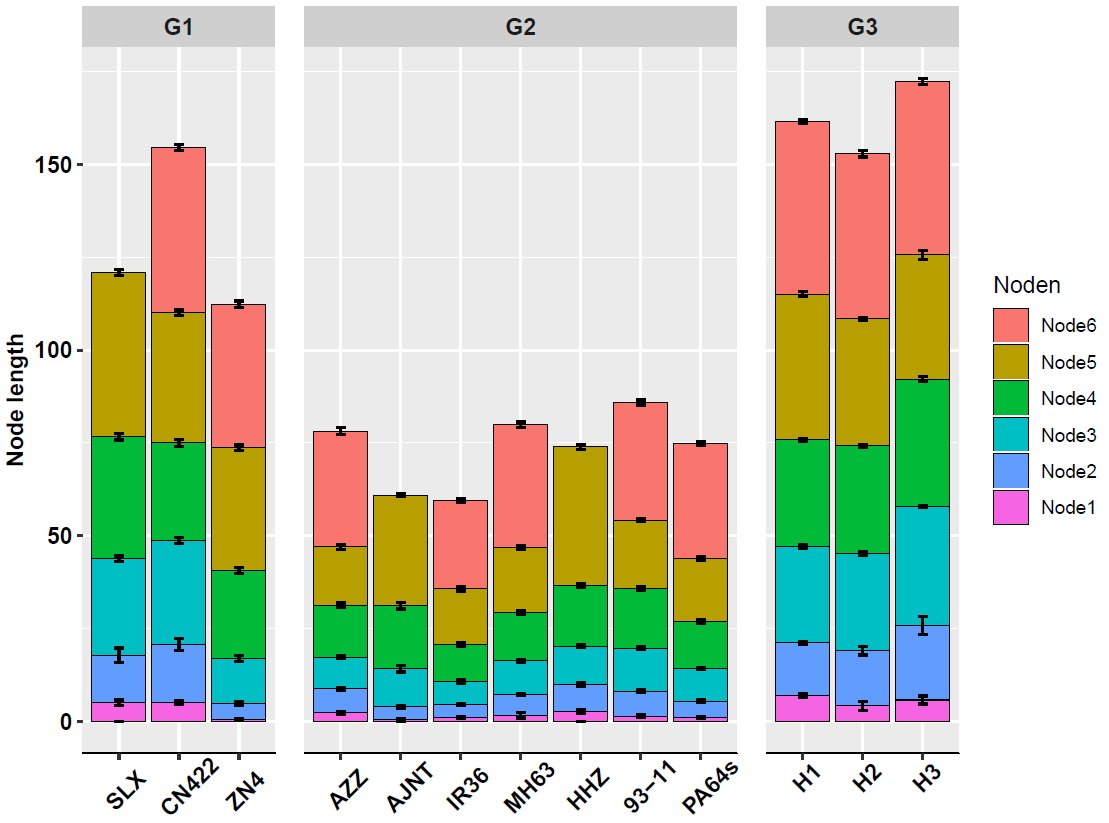 G1
G2
G3
Node length
150
100
50
0
SLX
CN422
ZN4
AZZ
AJNT
IR36
MH63
HHZ
93−11
PA64s
H1
H2
H3
Noden
Node6
Node5
Node4
Node3
Node2
Node1